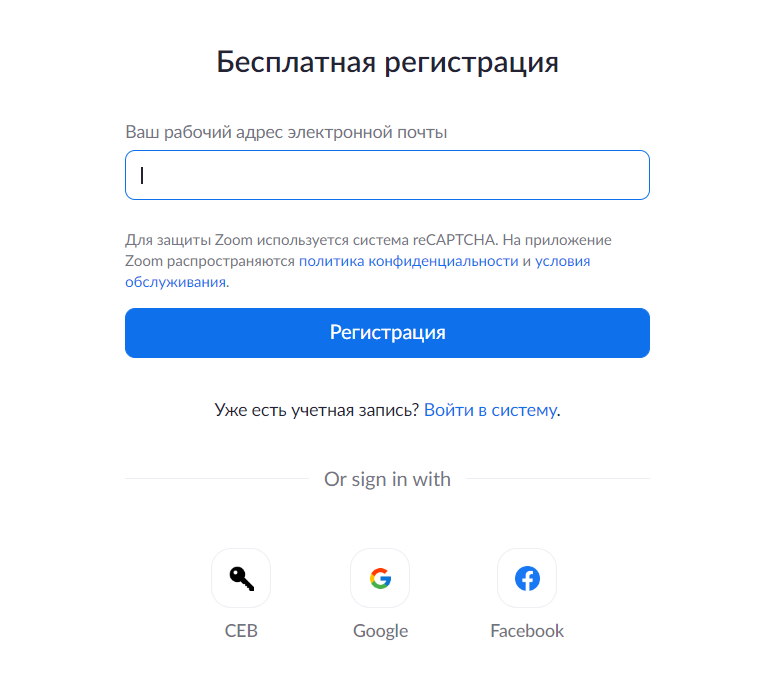 Бесплатная регистрация
Ваш рабочий адрес электронной почты
Для защиты Zoom используется система reCAPTCHA. На приложение
Zoom распространяются политика конфиденциальности и условия
обслуживания.
Регистрация
Уже есть учетная запись? Войти в систему.
Or sign in with
СЕВ
Google
Facebook